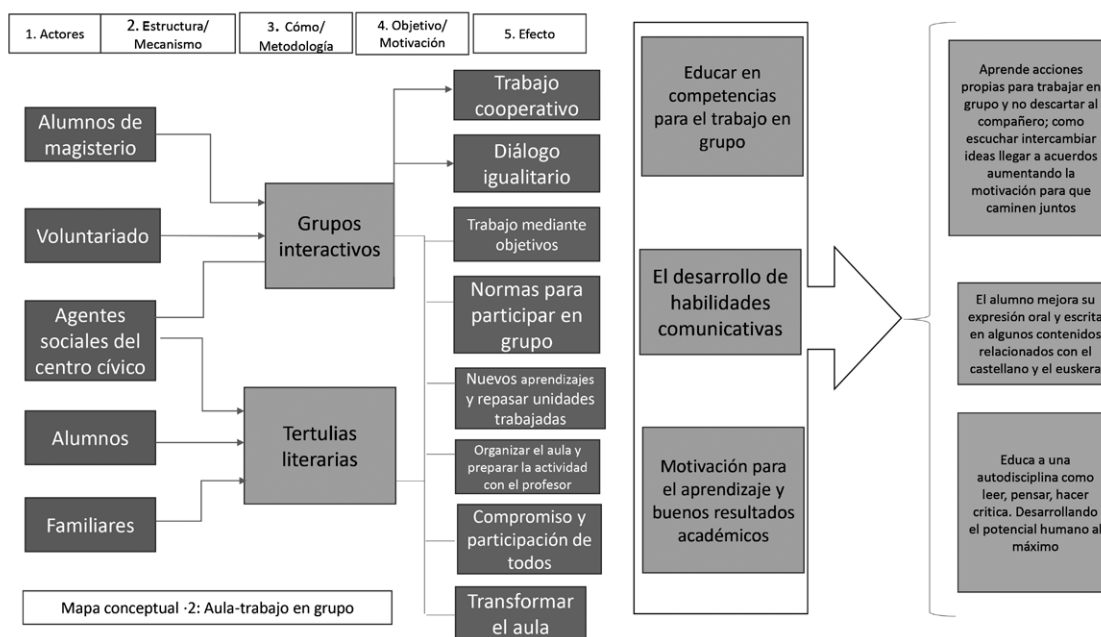 1. Actores
2. Estructura/
Mecanismo
3. Cómo/
Metodología
4. Objetivo/
Motivación
5. Efecto
Alumnos de
magisterio
Voluntariado
Agentes
sociales del
centro cívico
Alumnos
Familiares
Grupos
interactivos
Tertulias
literarias
Trabajo
cooperativo
Diálogo
igualitario
Trabajo mediante
objetivos
Normas para
participar en
grupo
Nuevos aprendizajes
y repasar unidades
trabajadas
Organizar el aula y
preparar la actividad
con el profesor
Compromiso y
participación de
todos
Transformar
el aula
Educar en
competencias
para el trabajo en
grupo
El desarrollo de
habilidades
comunicativas
Motivación para
el aprendizaje y
buenos resultados
académicos
Aprende acciones
propias para trabajar en
grupo y no descartar al
compañero; como
escuchar intercambiar
ideas llegar a acuerdos
aumentando la
motivación para que
caminen juntos
El alumno mejora su
expresión oral y escrita
en algunos contenidos
relacionados con el
castellano y el euskera
Educa a una
autodisciplina como
leer, pensar, hacer
critica. Desarrollando
el potencial humano al
máximo
Mapa conceptual ·2: Aula-trabajo en grupo